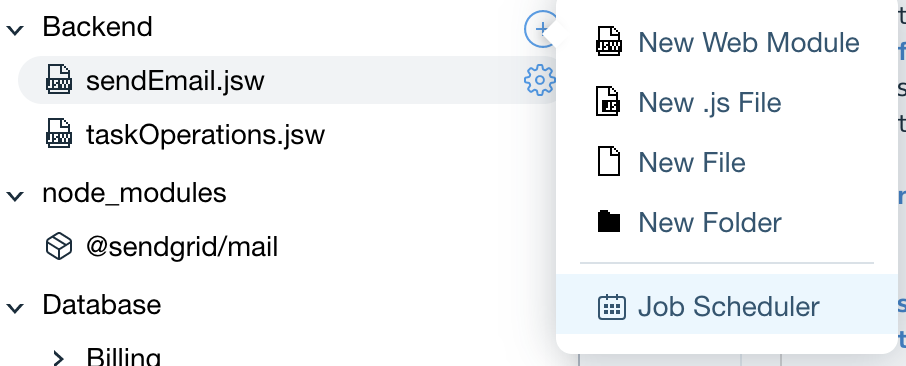 Backend
sendEmail.jsw
taskOperations.jsw
node_modules
@sendgrid/mail
Database
Billing
New Web Module
New .js File
New File
New Folder
Job Scheduler